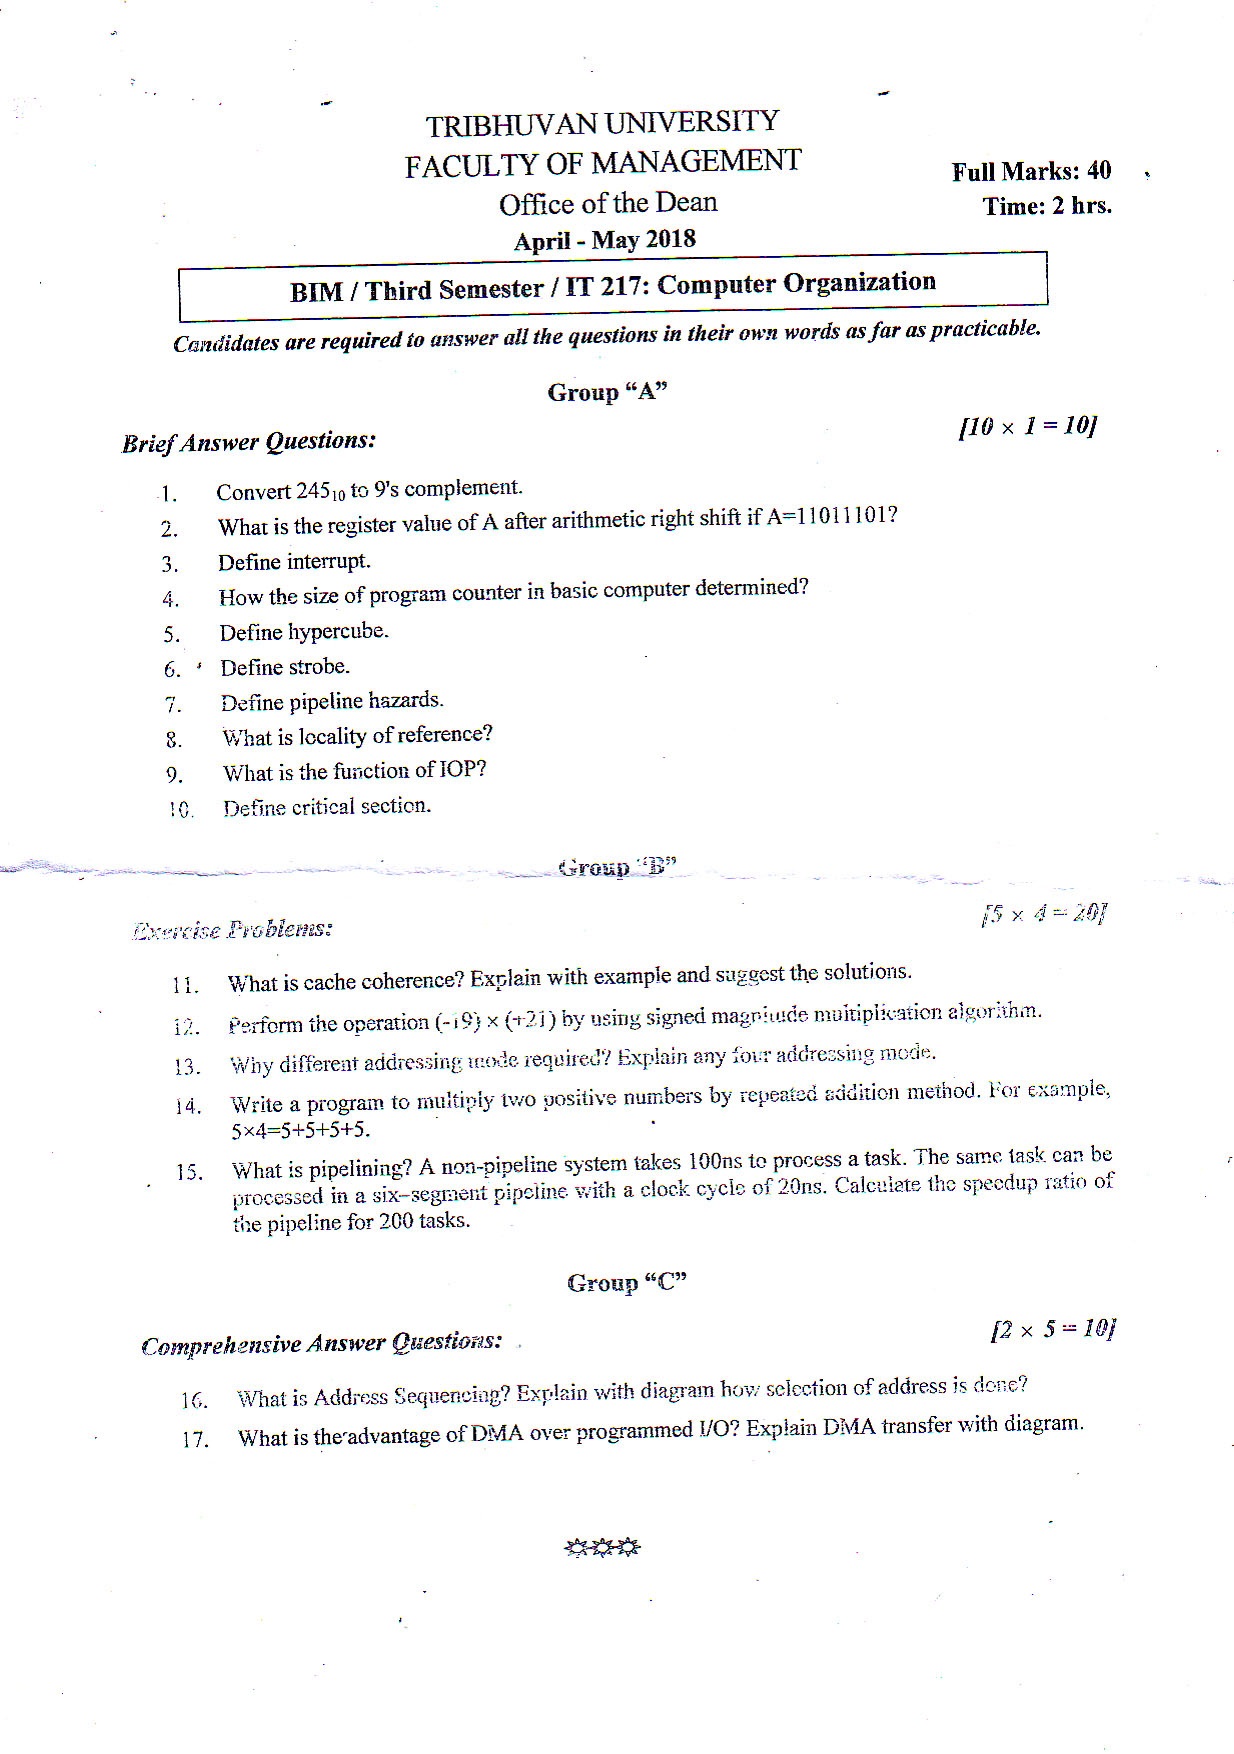 TRIBHUVAN UNIVERSITY
FACULTY OF MANAGEMENT
Office of the Dean
Full Marks: 40
Time: 2 hrs.
April - May 2018
BIM / Third Semester / IT 217: Computer Organization
Candidates are required to answer all the questions in their own words as far as practicable.
Group “A”
Brief Answer Questions: [10 × 1 = 10]
1. Convert 245₁₀ to 9's complement.
2. What is the register value of A after arithmetic right shift if A=11011101?
3. Define interrupt.
4. How the size of program counter in basic computer determined?
5. Define hypercube.
6. Define strobe.
7. Define pipeline hazards.
8. What is locality of reference?
9. What is the function of IOP?
10. Define critical section.
Group “B”
Exercise Problems: [5 × 4 = 20]
11. What is cache coherence? Explain with example and suggest the solutions.
12. Perform the operation (-19) × (+21) by using signed magnitude multiplication algorithm.
13. Why different addressing mode required? Explain any four addressing mode.
14. Write a program to multiply two positive numbers by repeated addition method. For example,
5×4=5+5+5+5.
15. What is pipelining? A non-pipeline system takes 100ns to process a task. The same task can be
processed in a six-segment pipeline with a clock cycle of 20ns. Calculate the speedup ratio of
the pipeline for 200 tasks.
Group “C”
Comprehensive Answer Questions: [2 × 5 = 10]
16. What is Address Sequencing? Explain with diagram how selection of address is done?
17. What is the advantage of DMA over programmed I/O? Explain DMA transfer with diagram.